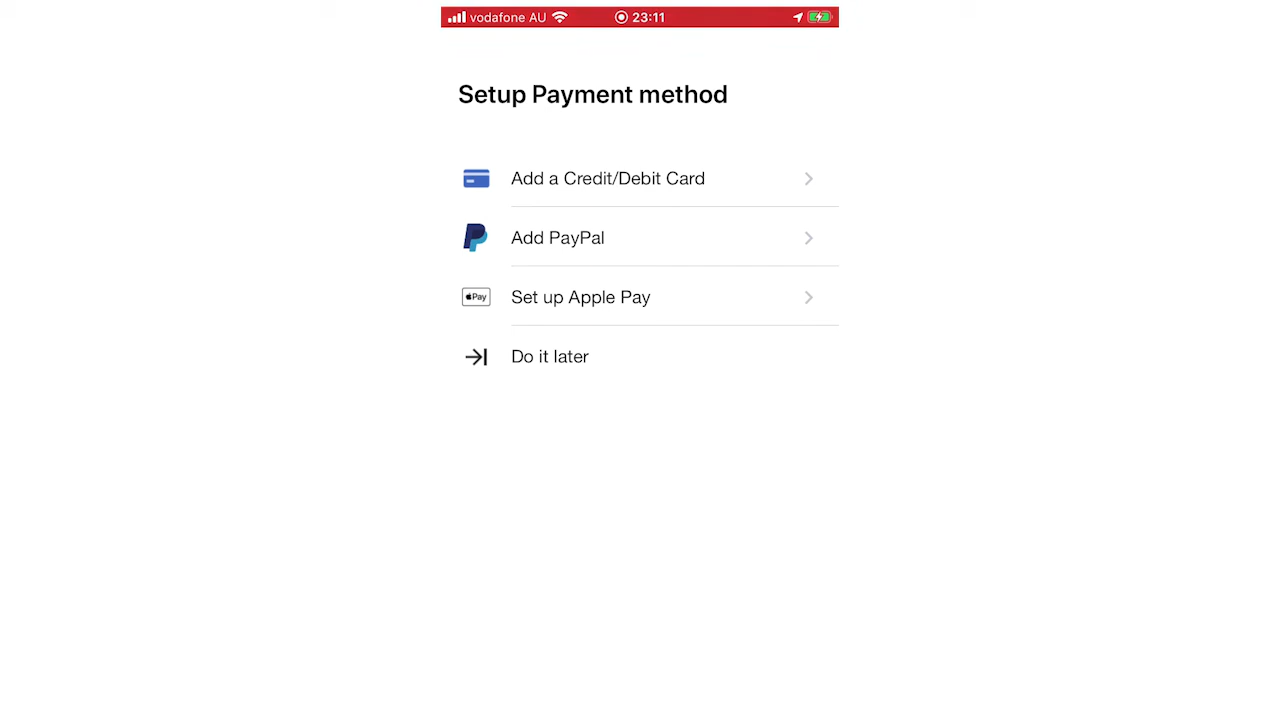 vodafone AU 23:11
Setup Payment method
Add a Credit/Debit Card
Add PayPal
Pay Set up Apple Pay
Do it later